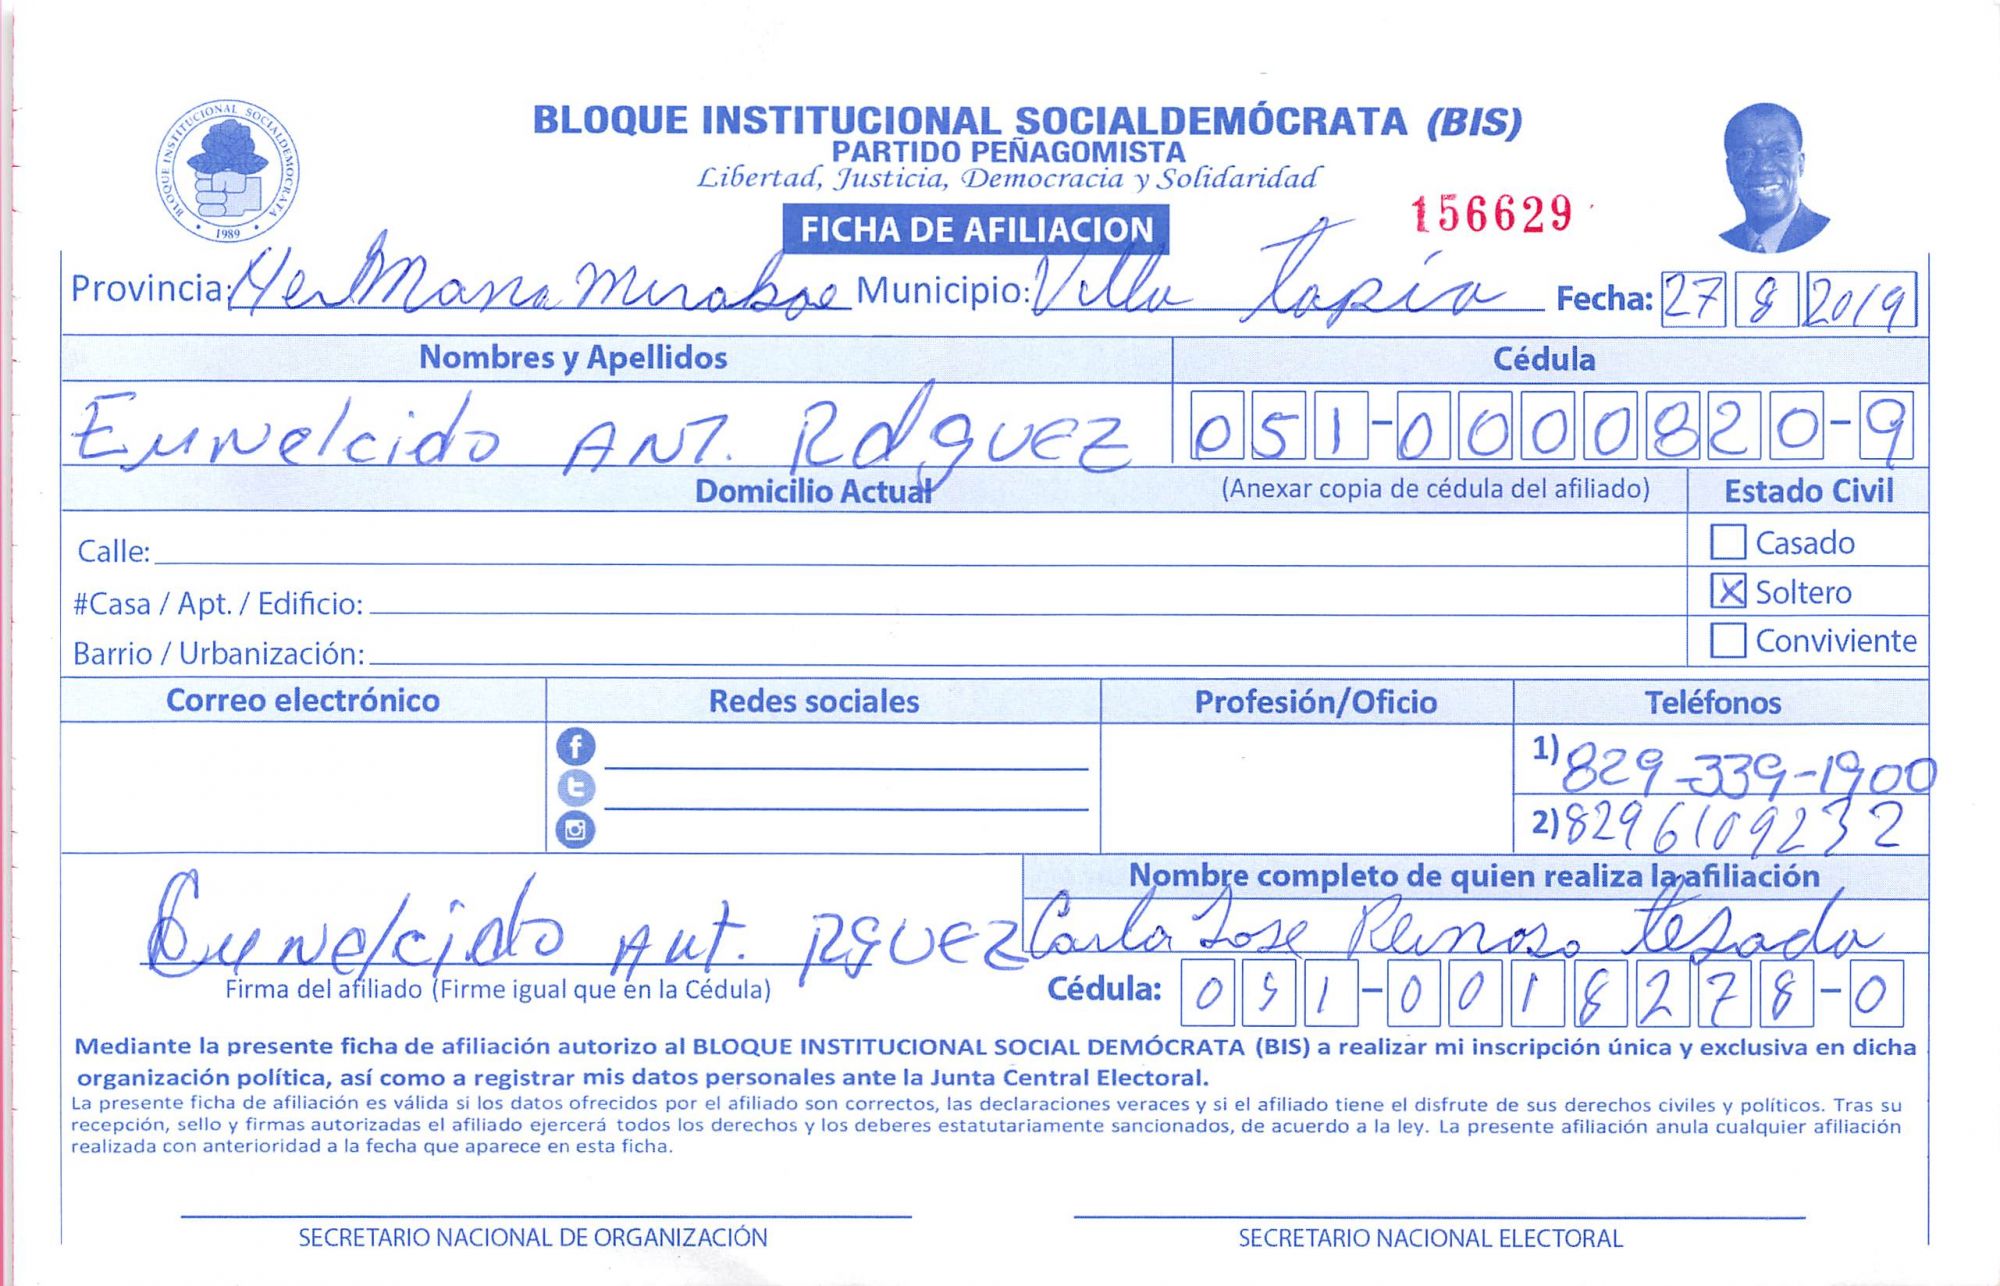 BLOQUE INSTITUCIONAL SOCIALDEMÓCRATA
1989
BLOQUE INSTITUCIONAL SOCIALDEMÓCRATA (BIS)
PARTIDO PEÑAGOMISTA
Libertad, Justicia, Democracia y Solidaridad
156629
FICHA DE AFILIACION
Provincia: Hermana Mirabae Municipio: Villa Tapia Fecha: 27 8 2019
Nombres y Apellidos Cédula
Eunelcido ANT. Rdguez 051-0000820-9
Domicilio Actual (Anexar copia de cédula del afiliado) Estado Civil
Calle: Casado
#Casa / Apt. / Edificio: X Soltero
Barrio / Urbanización: Conviviente
Correo electrónico Redes sociales Profesión/Oficio Teléfonos
1) 829-339-1900
2) 8296109232
Nombre completo de quien realiza la afiliación
Eunelcido Ant. RGUEZ Carla Jose Reinoso
Firma del afiliado (Firme igual que en la Cédula) Cédula: 051-0018278-0
Mediante la presente ficha de afiliación autorizo al BLOQUE INSTITUCIONAL SOCIAL DEMÓCRATA (BIS) a realizar mi inscripción única y exclusiva en dicha
organización política, así como a registrar mis datos personales ante la Junta Central Electoral.
La presente ficha de afiliación es válida si los datos ofrecidos por el afiliado son correctos, las declaraciones veraces y si el afiliado tiene el disfrute de sus derechos civiles y políticos. Tras su
recepción, sello y firmas autorizadas el afiliado ejercerá todos los derechos y los deberes estatutariamente sancionados, de acuerdo a la ley. La presente afiliación anula cualquier afiliación
realizada con anterioridad a la fecha que aparece en esta ficha.
SECRETARIO NACIONAL DE ORGANIZACIÓN SECRETARIO NACIONAL ELECTORAL